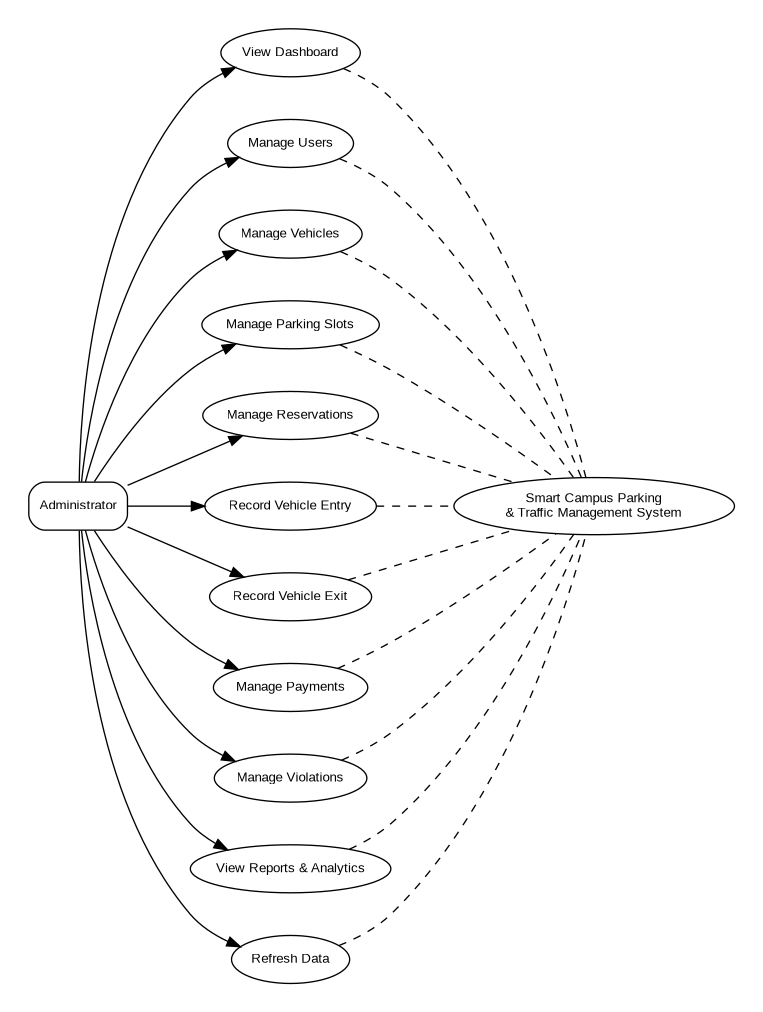 View Dashboard
Manage Users
Manage Vehicles
Manage Parking Slots
Manage Reservations
Administrator
Record Vehicle Entry
Smart Campus Parking
& Traffic Management System
Record Vehicle Exit
Manage Payments
Manage Violations
View Reports & Analytics
Refresh Data